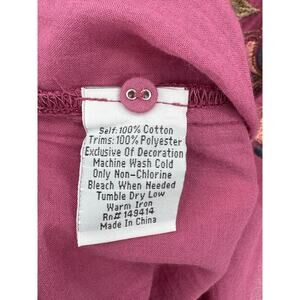 Self: 100% Cotton
Trims: 100% Polyester
Exclusive Of Decoration
Machine Wash Cold
Only Non-Chlorine
Bleach When Needed
Tumble Dry Low
Warm Iron
Rn# 149414
Made In China